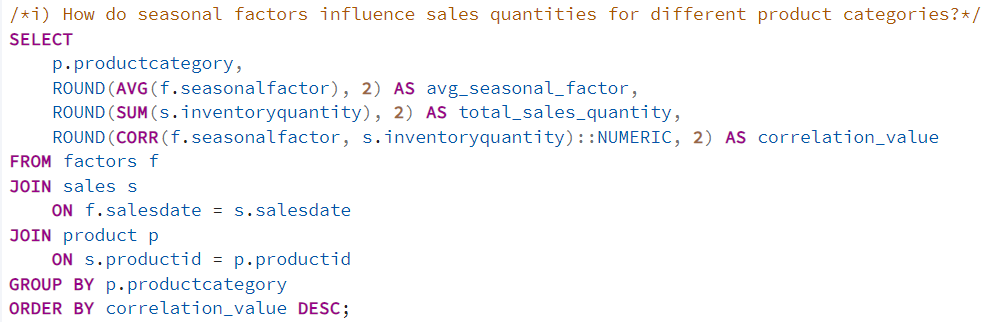 /*i) How do seasonal factors influence sales quantities for different product categories?*/
SELECT
    p.productcategory,
    ROUND(AVG(f.seasonalfactor), 2) AS avg_seasonal_factor,
    ROUND(SUM(s.inventoryquantity), 2) AS total_sales_quantity,
    ROUND(CORR(f.seasonalfactor, s.inventoryquantity)::NUMERIC, 2) AS correlation_value
FROM factors f
JOIN sales s
    ON f.salesdate = s.salesdate
JOIN product p
    ON s.productid = p.productid
GROUP BY p.productcategory
ORDER BY correlation_value DESC;